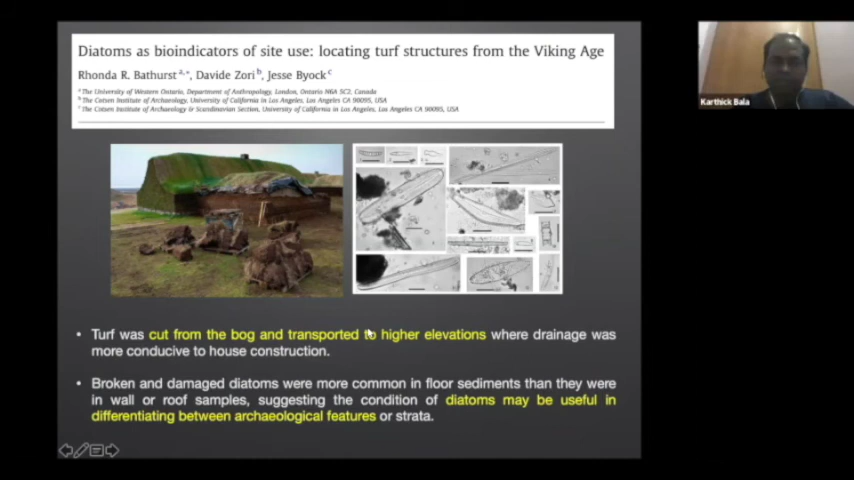 Diatoms as bioindicators of site use: locating turf structures from the Viking Age
Rhonda R. Bathurst a,*, Davide Zori b, Jesse Byock c
a The University of Western Ontario, Department of Anthropology, London, Ontario N6A 5C2, Canada
b The Cotsen Institute of Archaeology, University of California in Los Angeles, Los Angeles CA 90095, USA
c The Cotsen Institute of Archaeology & Scandinavian Section, University of California in Los Angeles, Los Angeles CA 90095, USA
Karthick Bala
• Turf was cut from the bog and transported to higher elevations where drainage was
more conducive to house construction.
• Broken and damaged diatoms were more common in floor sediments than they were
in wall or roof samples, suggesting the condition of diatoms may be useful in
differentiating between archaeological features or strata.